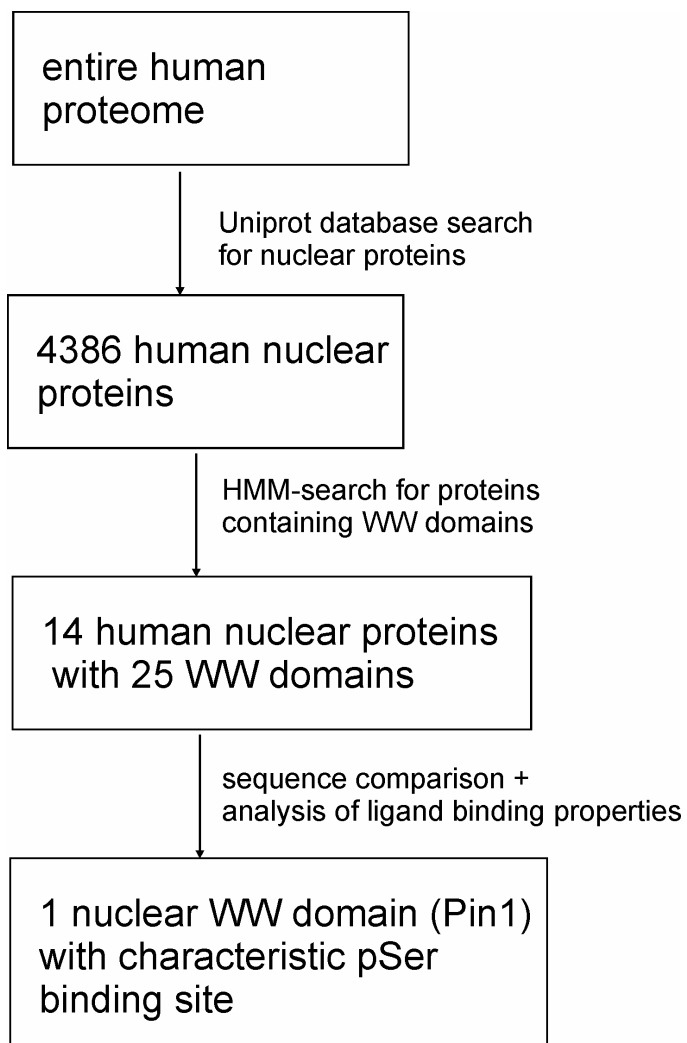 entire human
proteome
Uniprot database search
for nuclear proteins
4386 human nuclear
proteins
HMM-search for proteins
containing WW domains
14 human nuclear proteins
with 25 WW domains
sequence comparison +
analysis of ligand binding properties
1 nuclear WW domain (Pin1)
with characteristic pSer
binding site